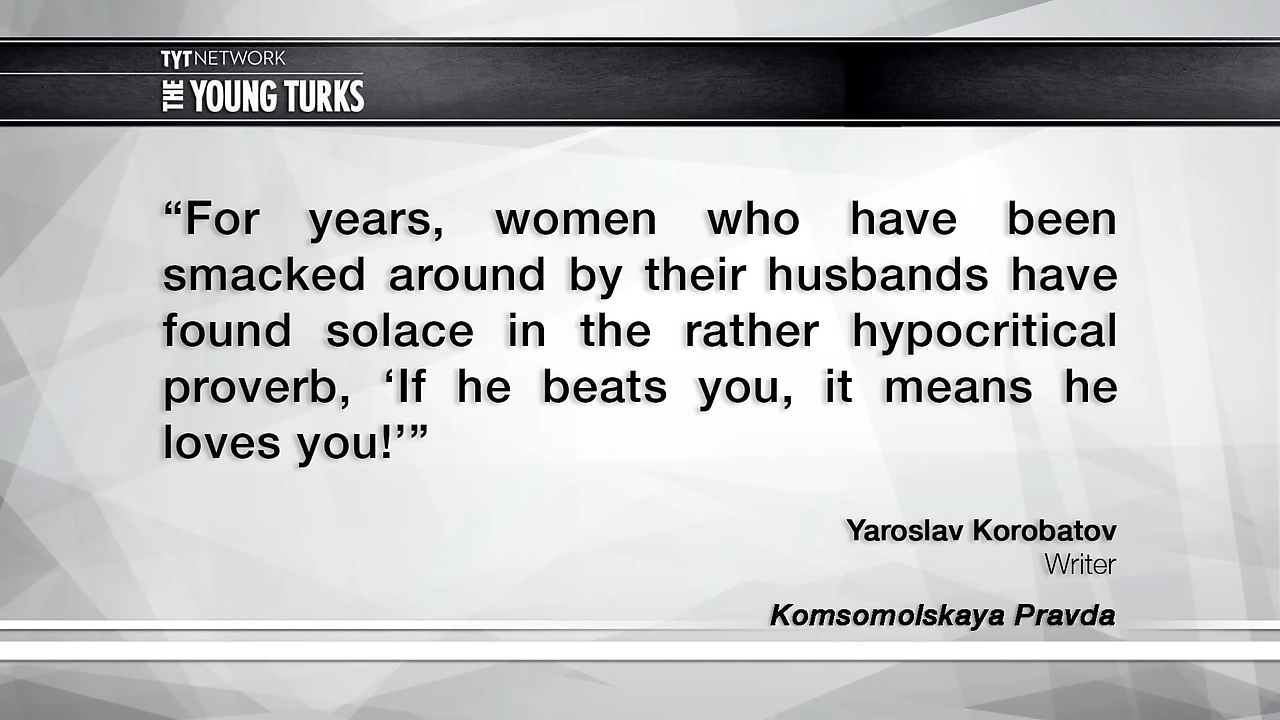 TYT NETWORK
THE YOUNG TURKS
“For years, women who have been
smacked around by their husbands have
found solace in the rather hypocritical
proverb, ‘If he beats you, it means he
loves you!’”
Yaroslav Korobatov
Writer
Komsomolskaya Pravda